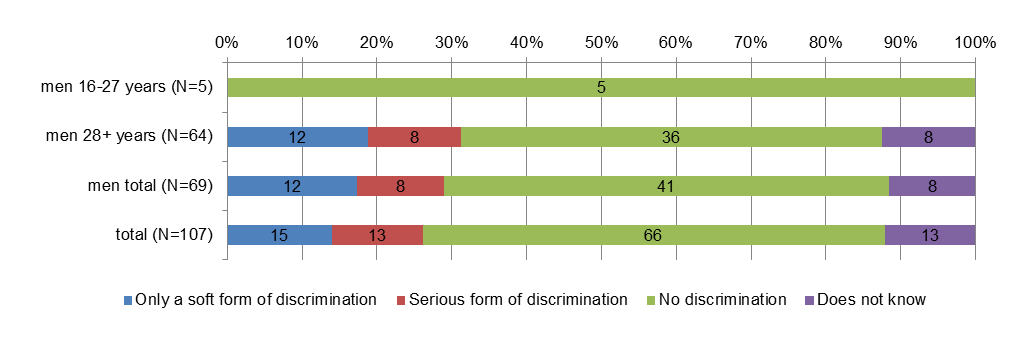 0% 10% 20% 30% 40% 50% 60% 70% 80% 90% 100%
men 16-27 years (N=5) 5
men 28+ years (N=64) 12 8 36 8
men total (N=69) 12 8 41 8
total (N=107) 15 13 66 13
Only a soft form of discrimination Serious form of discrimination No discrimination Does not know